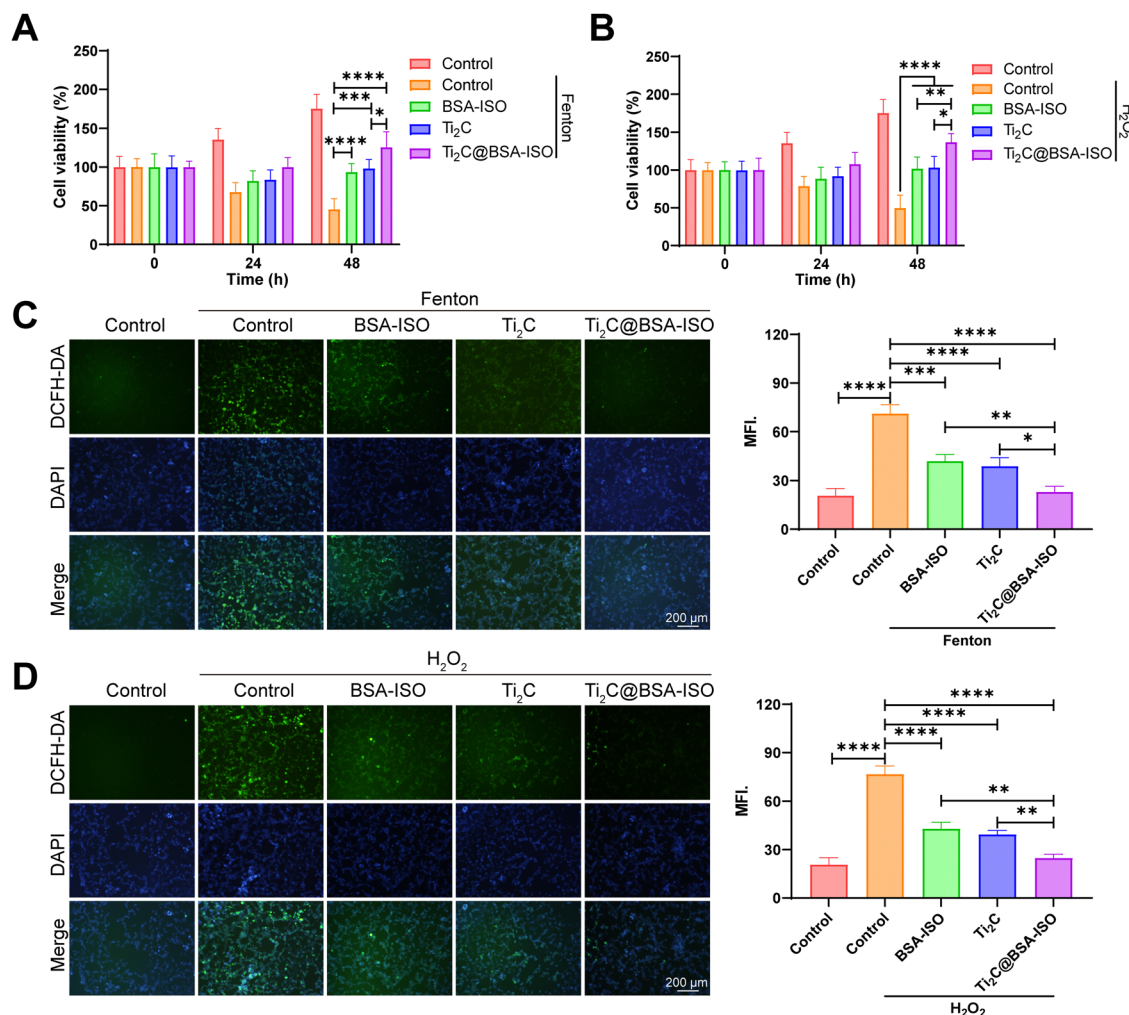 A
Cell viability (%)
250
200
150
100
50
0
0
24
48
Time (h)
****
***
*
****
Control
Control
BSA-ISO
Ti₂C
Ti₂C@BSA-ISO
Fenton
B
Cell viability (%)
250
200
150
100
50
0
0
24
48
Time (h)
****
**
*
Control
Control
BSA-ISO
Ti₂C
Ti₂C@BSA-ISO
H₂O₂
C
Fenton
Control
Control
BSA-ISO
Ti₂C
Ti₂C@BSA-ISO
DCFH-DA
DAPI
Merge
200 µm
MFI.
120
90
60
30
0
****
****
***
****
**
*
Control
Control
BSA-ISO
Ti₂C
Ti₂C@BSA-ISO
Fenton
D
H₂O₂
Control
Control
BSA-ISO
Ti₂C
Ti₂C@BSA-ISO
DCFH-DA
DAPI
Merge
200 µm
MFI.
120
90
60
30
0
****
****
****
****
**
**
Control
Control
BSA-ISO
Ti₂C
Ti₂C@BSA-ISO
H₂O₂